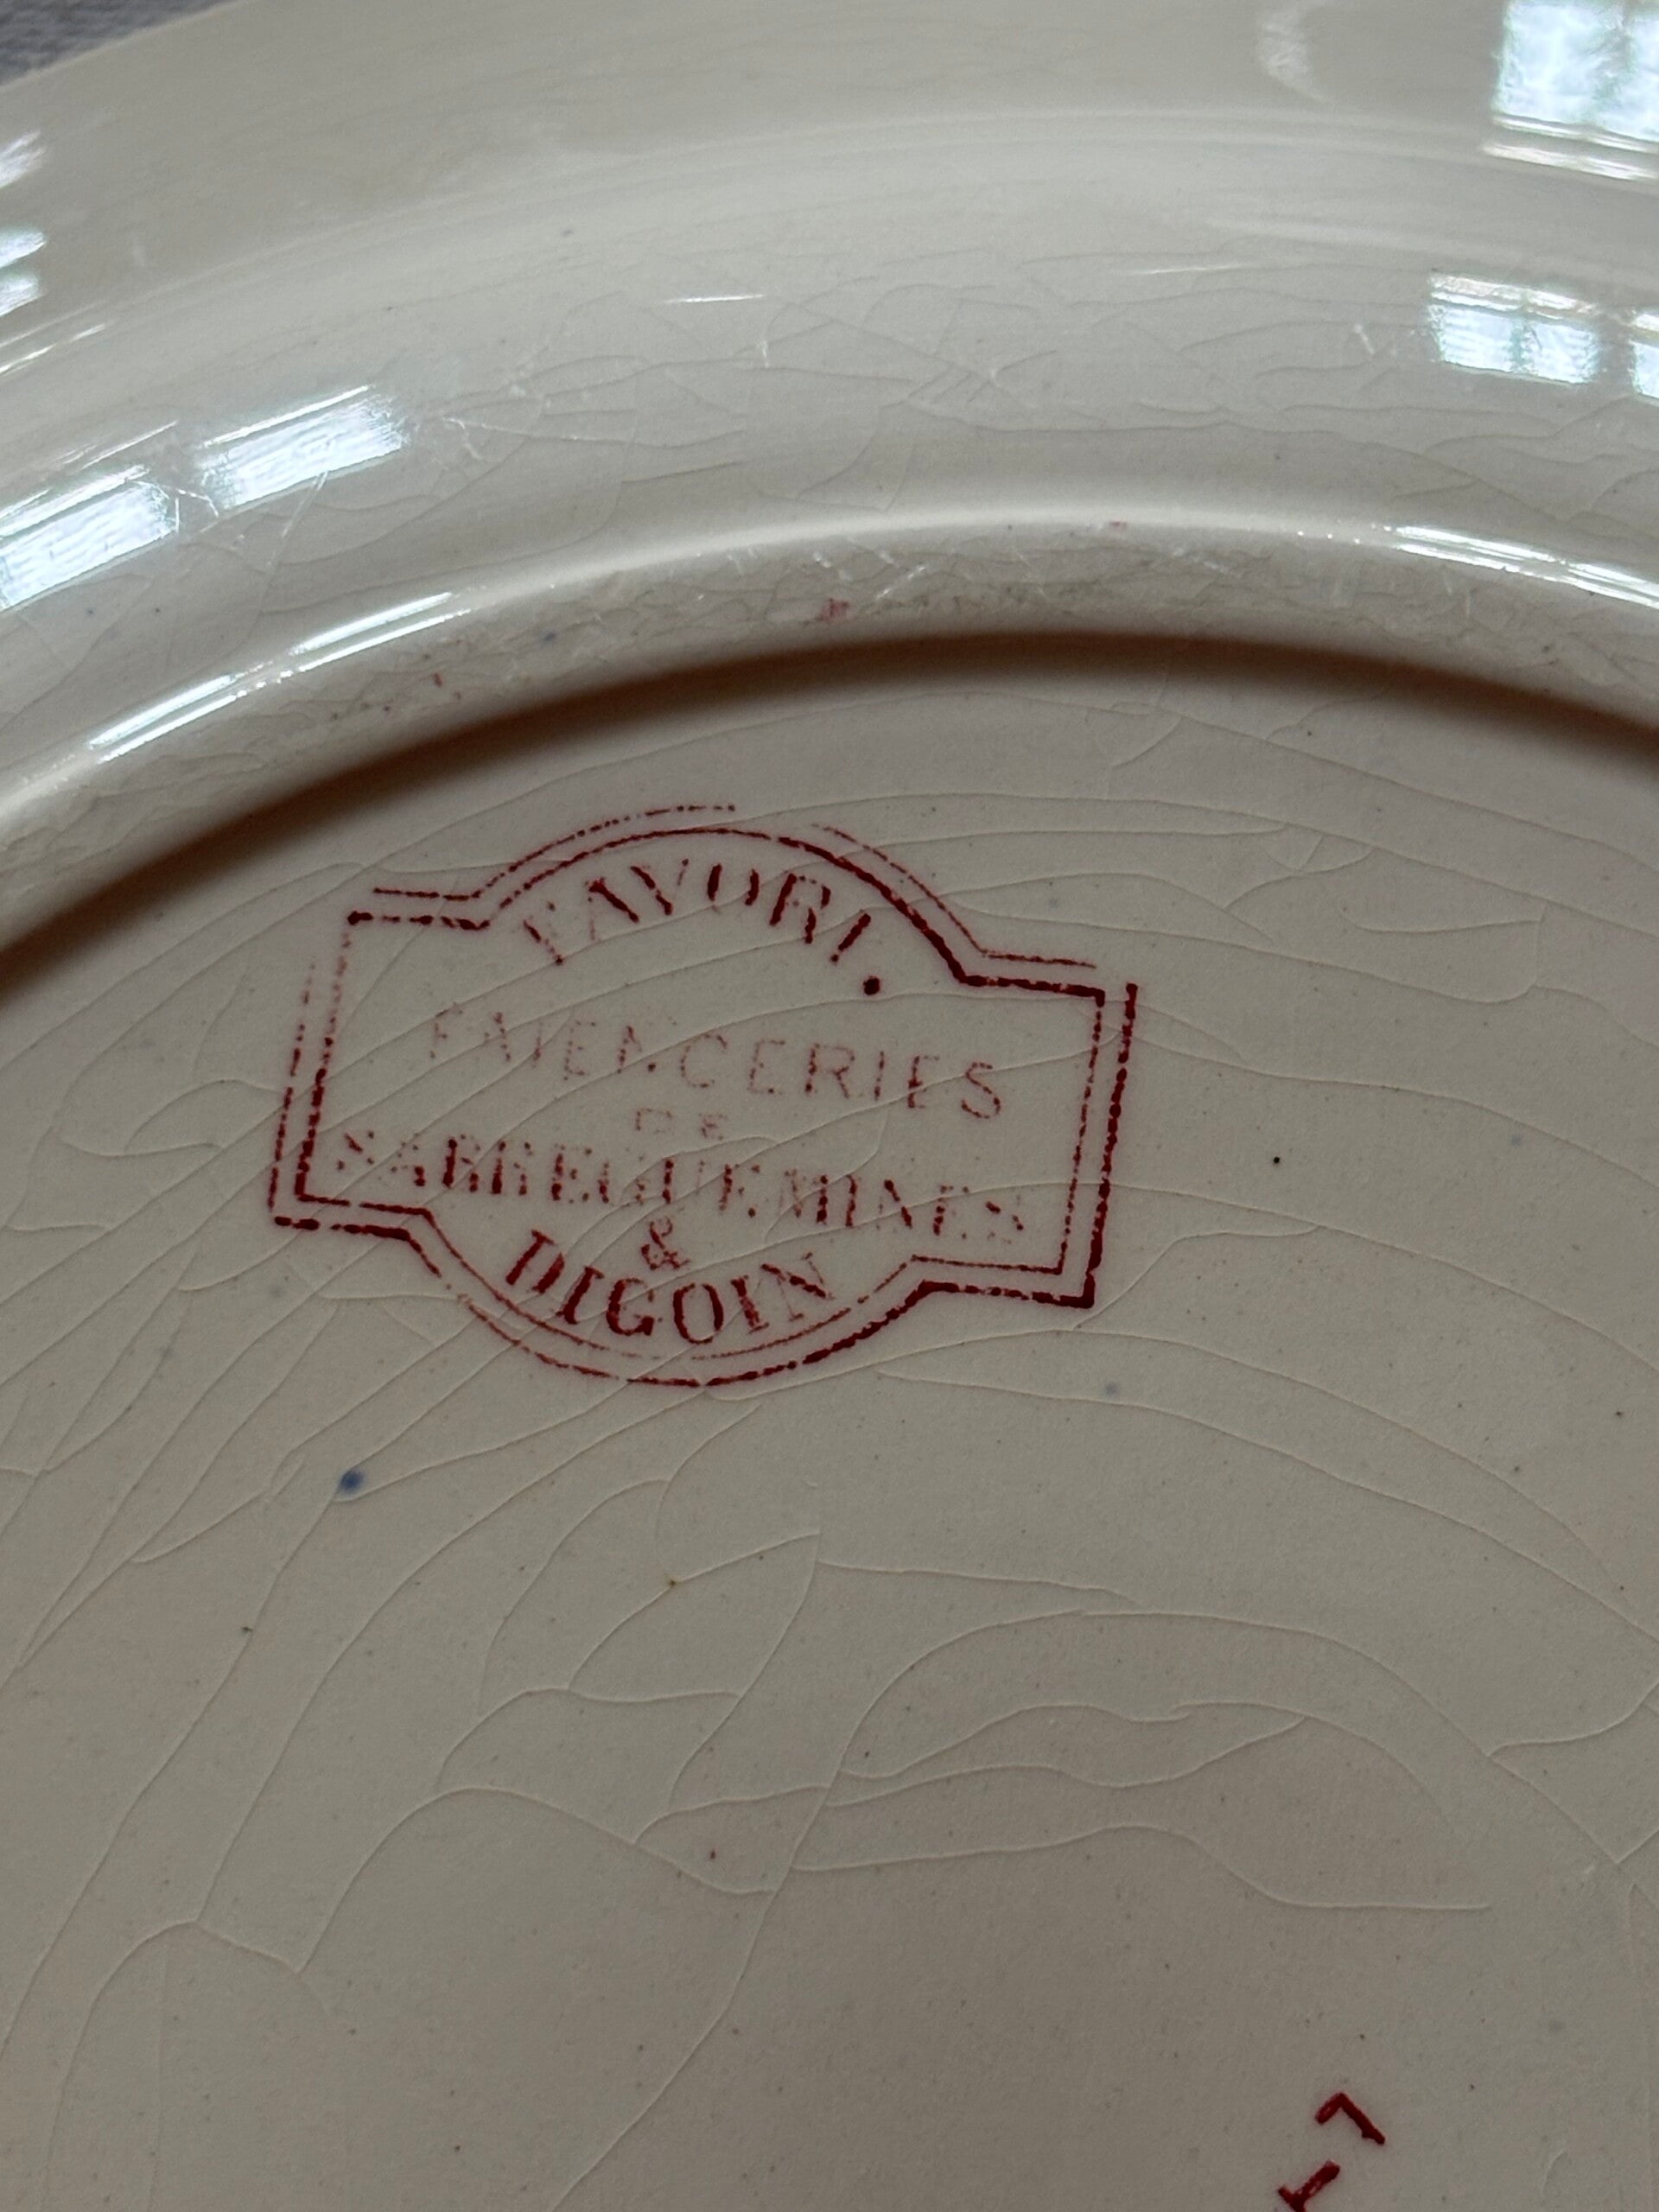 FAVORI.
FAIENCERIES
DE
SARREGUEMINES
&
DIGOIN